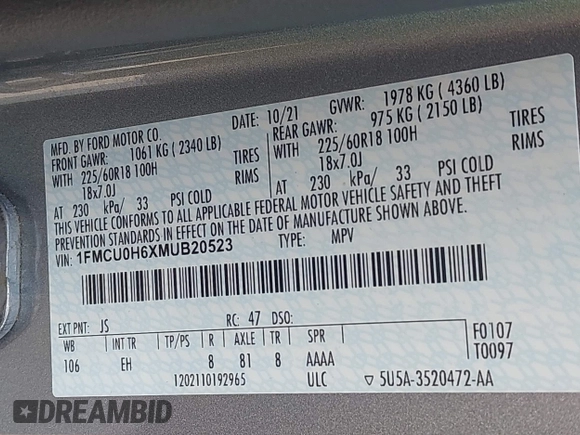 MFD. BY FORD MOTOR CO.
DATE: 10/21
GVWR: 1978 KG ( 4360 LB)
FRONT GAWR: 1061 KG ( 2340 LB)
REAR GAWR: 975 KG ( 2150 LB)
WITH 225/60R18 100H TIRES
WITH 225/60R18 100H TIRES
18x7.0J RIMS
18x7.0J RIMS
AT 230 kPa/ 33 PSI COLD
AT 230 kPa/ 33 PSI COLD
THIS VEHICLE CONFORMS TO ALL APPLICABLE FEDERAL MOTOR VEHICLE SAFETY AND THEFT
PREVENTION STANDARDS IN EFFECT ON THE DATE OF MANUFACTURE SHOWN ABOVE.
VIN: 1FMCU0H6XMUB20523
TYPE: MPV
EXT PNT: JS RC: 47 DSO:
WB INT TR TP/PS R AXLE TR SPR
106 EH 8 81 8 AAAA
F0107
T0097
1202110192965 ULC ▽ 5U5A-3520472-AA
DREAMBID